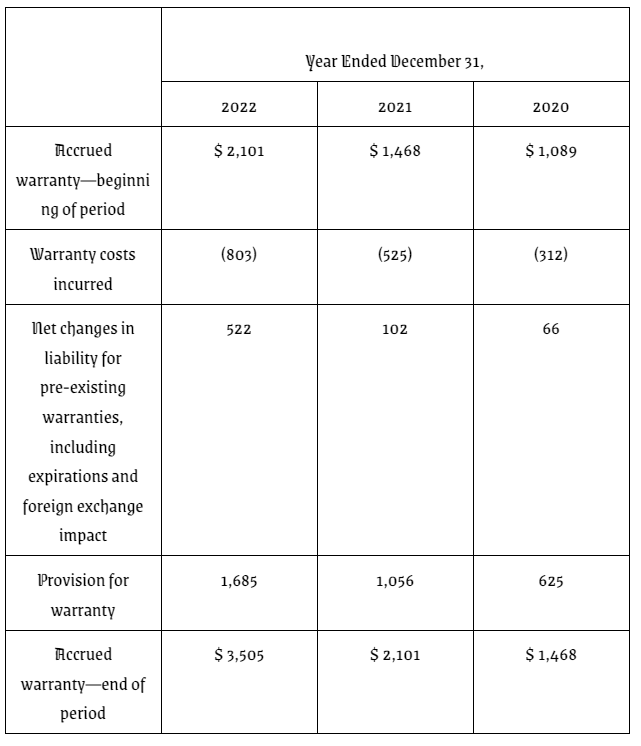 Year Ended December 31,
2022 2021 2020
Accrued
warranty—beginni
ng of period
$ 2,101 $ 1,468 $ 1,089
Warranty costs
incurred
(803) (525) (312)
Net changes in
liability for
pre-existing
warranties,
including
expirations and
foreign exchange
impact
522 102 66
Provision for
warranty
1,685 1,056 625
Accrued
warranty—end of
period
$ 3,505 $ 2,101 $ 1,468